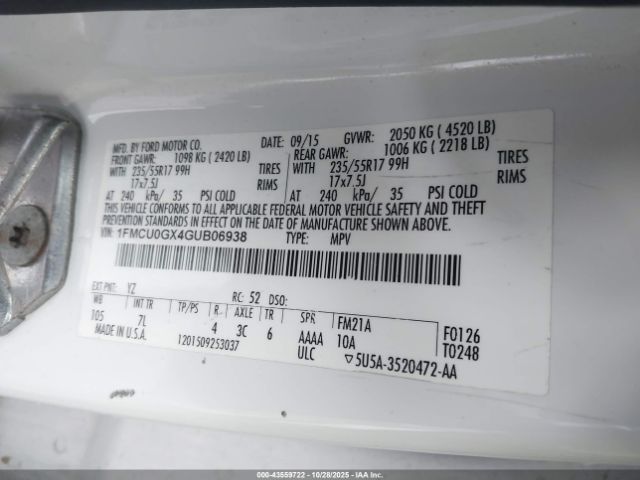 MFD. BY FORD MOTOR CO. DATE: 09/15 GVWR: 2050 KG ( 4520 LB)
FRONT GAWR: 1098 KG ( 2420 LB) REAR GAWR: 1006 KG ( 2218 LB)
WITH 235/55R17 99H TIRES WITH 235/55R17 99H TIRES
17x7.5J RIMS 17x7.5J RIMS
AT 240 kPa/ 35 PSI COLD AT 240 kPa/ 35 PSI COLD
THIS VEHICLE CONFORMS TO ALL APPLICABLE FEDERAL MOTOR VEHICLE SAFETY AND THEFT
PREVENTION STANDARDS IN EFFECT ON THE DATE OF MANUFACTURE SHOWN ABOVE.
VIN: 1FMCU0GX4GUB06938 TYPE: MPV
EXT PNT: YZ RC: 52 DSO:
WB INT TR TP/PS R AXLE TR SPR FM21A F0126
105 7L 4 3C 6 AAAA 10A T0248
MADE IN U.S.A. 1201509253037 ULC 5U5A-3520472-AA
000-43559722 | 10/28/2025 | IAAI.com